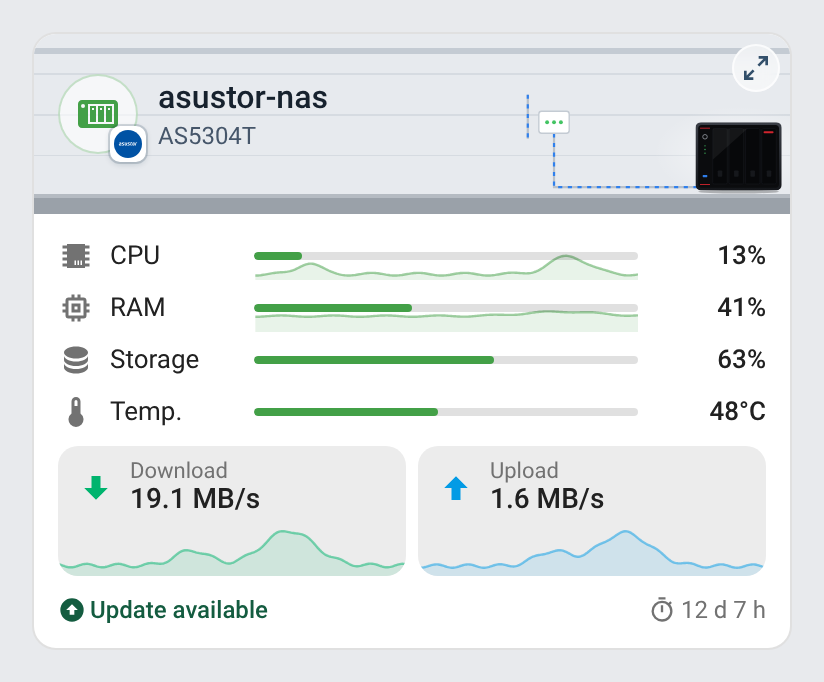 asustor-nas
AS5304T
asustor
CPU
13%
RAM
41%
Storage
63%
Temp.
48°C
Download
19.1 MB/s
Upload
1.6 MB/s
Update available
12 d 7 h